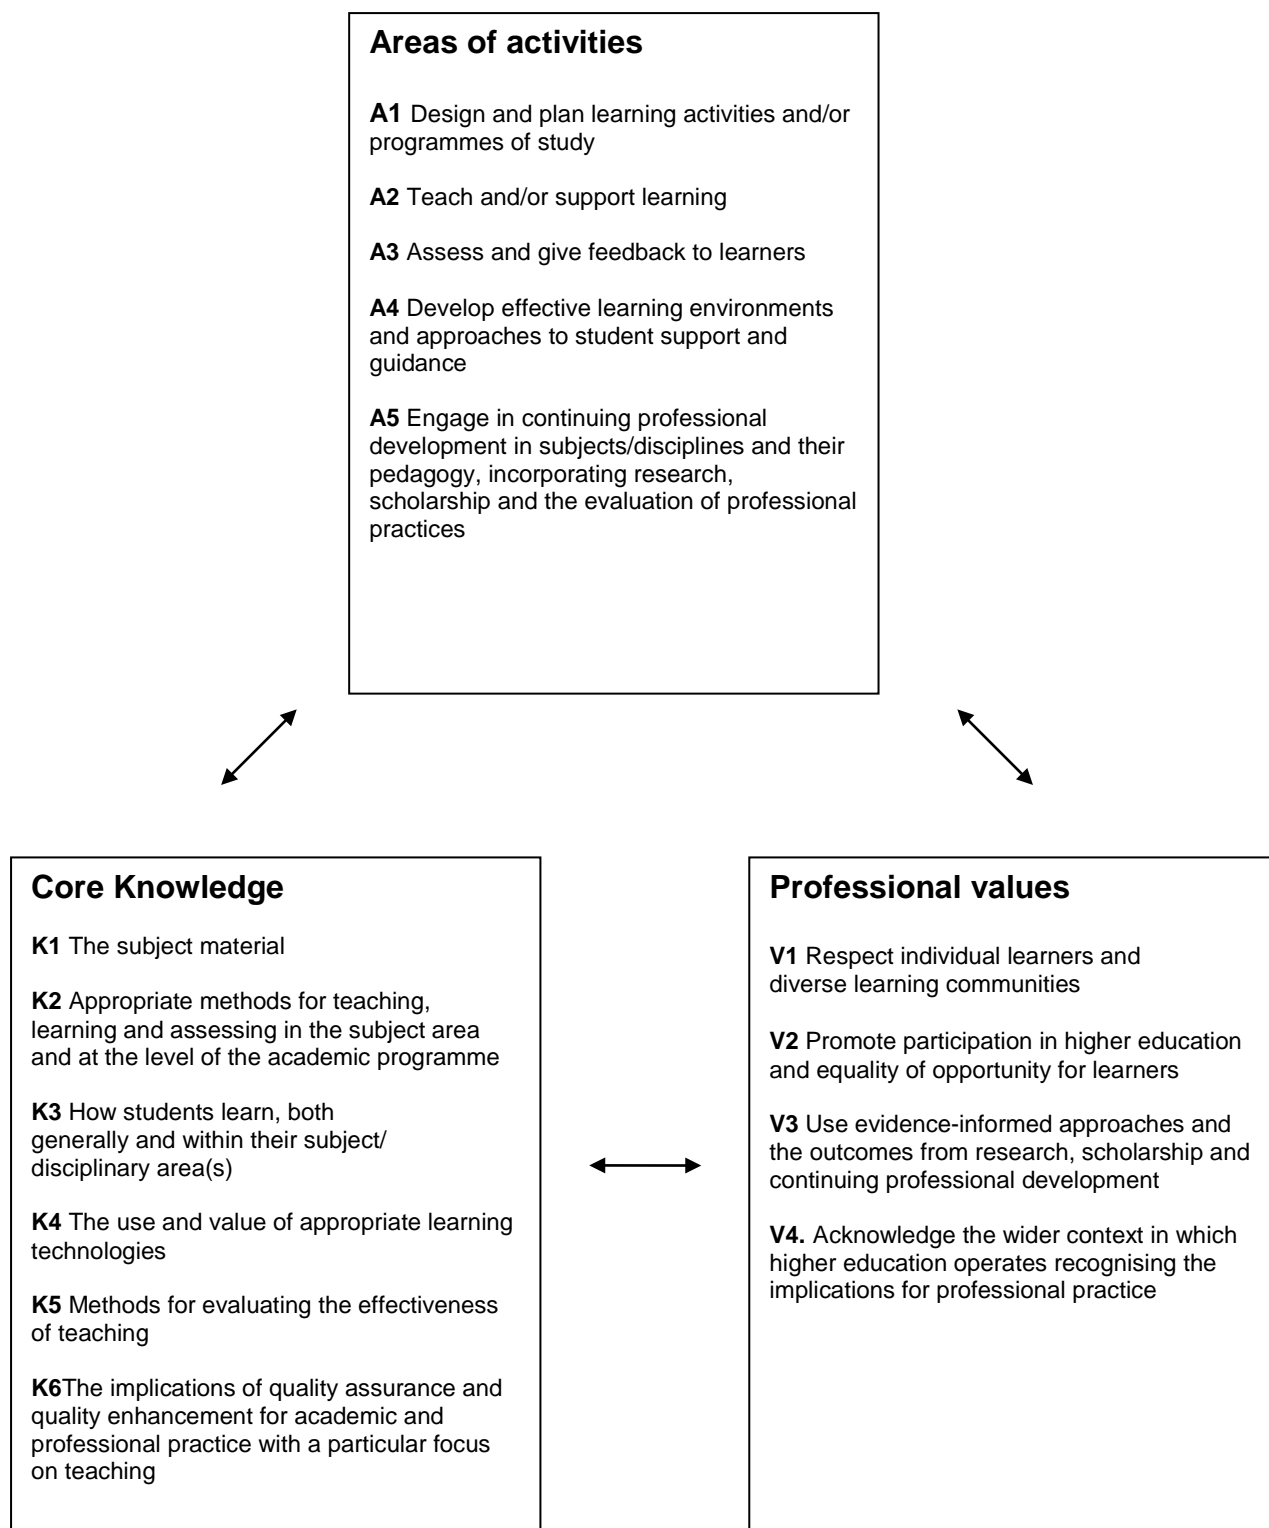 Areas of activities
A1 Design and plan learning activities and/or
programmes of study
A2 Teach and/or support learning
A3 Assess and give feedback to learners
A4 Develop effective learning environments
and approaches to student support and
guidance
A5 Engage in continuing professional
development in subjects/disciplines and their
pedagogy, incorporating research,
scholarship and the evaluation of professional
practices
Core Knowledge
K1 The subject material
K2 Appropriate methods for teaching,
learning and assessing in the subject area
and at the level of the academic programme
K3 How students learn, both
generally and within their subject/
disciplinary area(s)
K4 The use and value of appropriate learning
technologies
K5 Methods for evaluating the effectiveness
of teaching
K6The implications of quality assurance and
quality enhancement for academic and
professional practice with a particular focus
on teaching
Professional values
V1 Respect individual learners and
diverse learning communities
V2 Promote participation in higher education
and equality of opportunity for learners
V3 Use evidence-informed approaches and
the outcomes from research, scholarship and
continuing professional development
V4. Acknowledge the wider context in which
higher education operates recognising the
implications for professional practice